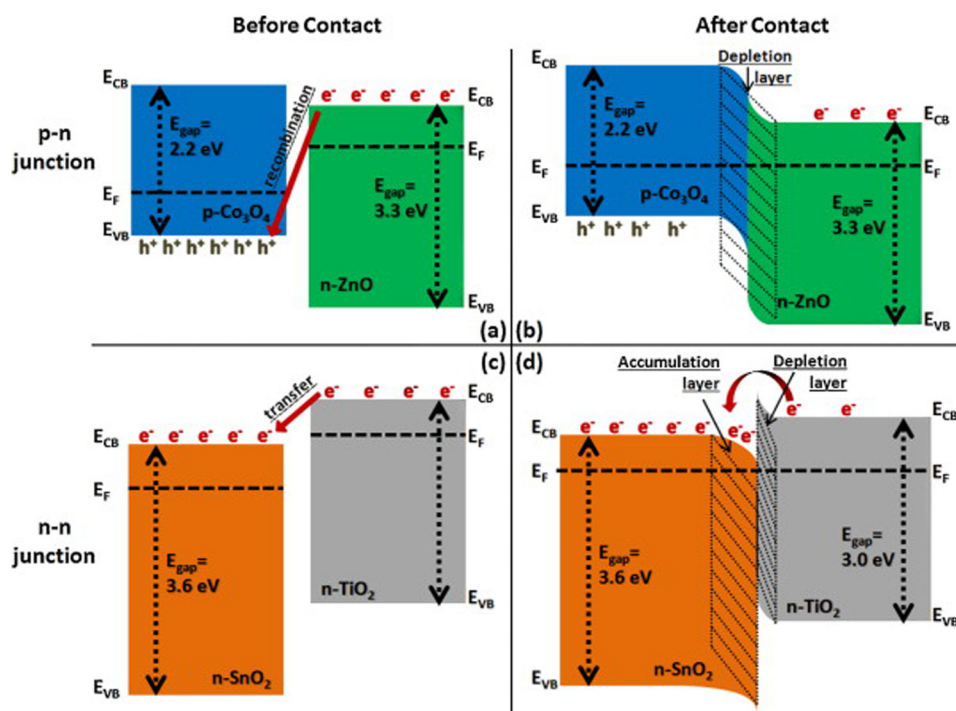 Before Contact
After Contact
p-n
junction
E_CB
e⁻ e⁻ e⁻ e⁻ e⁻
E_CB
E_gap=
2.2 eV
recombination
E_F
E_F
p-Co₃O₄
E_gap=
3.3 eV
E_VB
h⁺ h⁺ h⁺ h⁺ h⁺ h⁺
n-ZnO
E_VB
(a)
Depletion
layer
E_CB
e⁻ e⁻ e⁻
E_CB
E_gap=
2.2 eV
E_F
E_F
p-Co₃O₄
E_VB
E_gap=
3.3 eV
h⁺ h⁺ h⁺ h⁺
n-ZnO
E_VB
(b)
n-n
junction
(c)
transfer
e⁻ e⁻ e⁻ e⁻
E_CB
E_CB
e⁻ e⁻ e⁻ e⁻ e⁻
E_F
E_F
E_gap=
3.6 eV
n-TiO₂
E_VB
n-SnO₂
E_VB
(d)
Accumulation
layer
Depletion
layer
e⁻ e⁻
E_CB
E_CB
e⁻ e⁻ e⁻ e⁻ e⁻ e⁻ e⁻
E_F
E_F
E_gap=
3.6 eV
E_gap=
3.0 eV
n-TiO₂
E_VB
n-SnO₂
E_VB